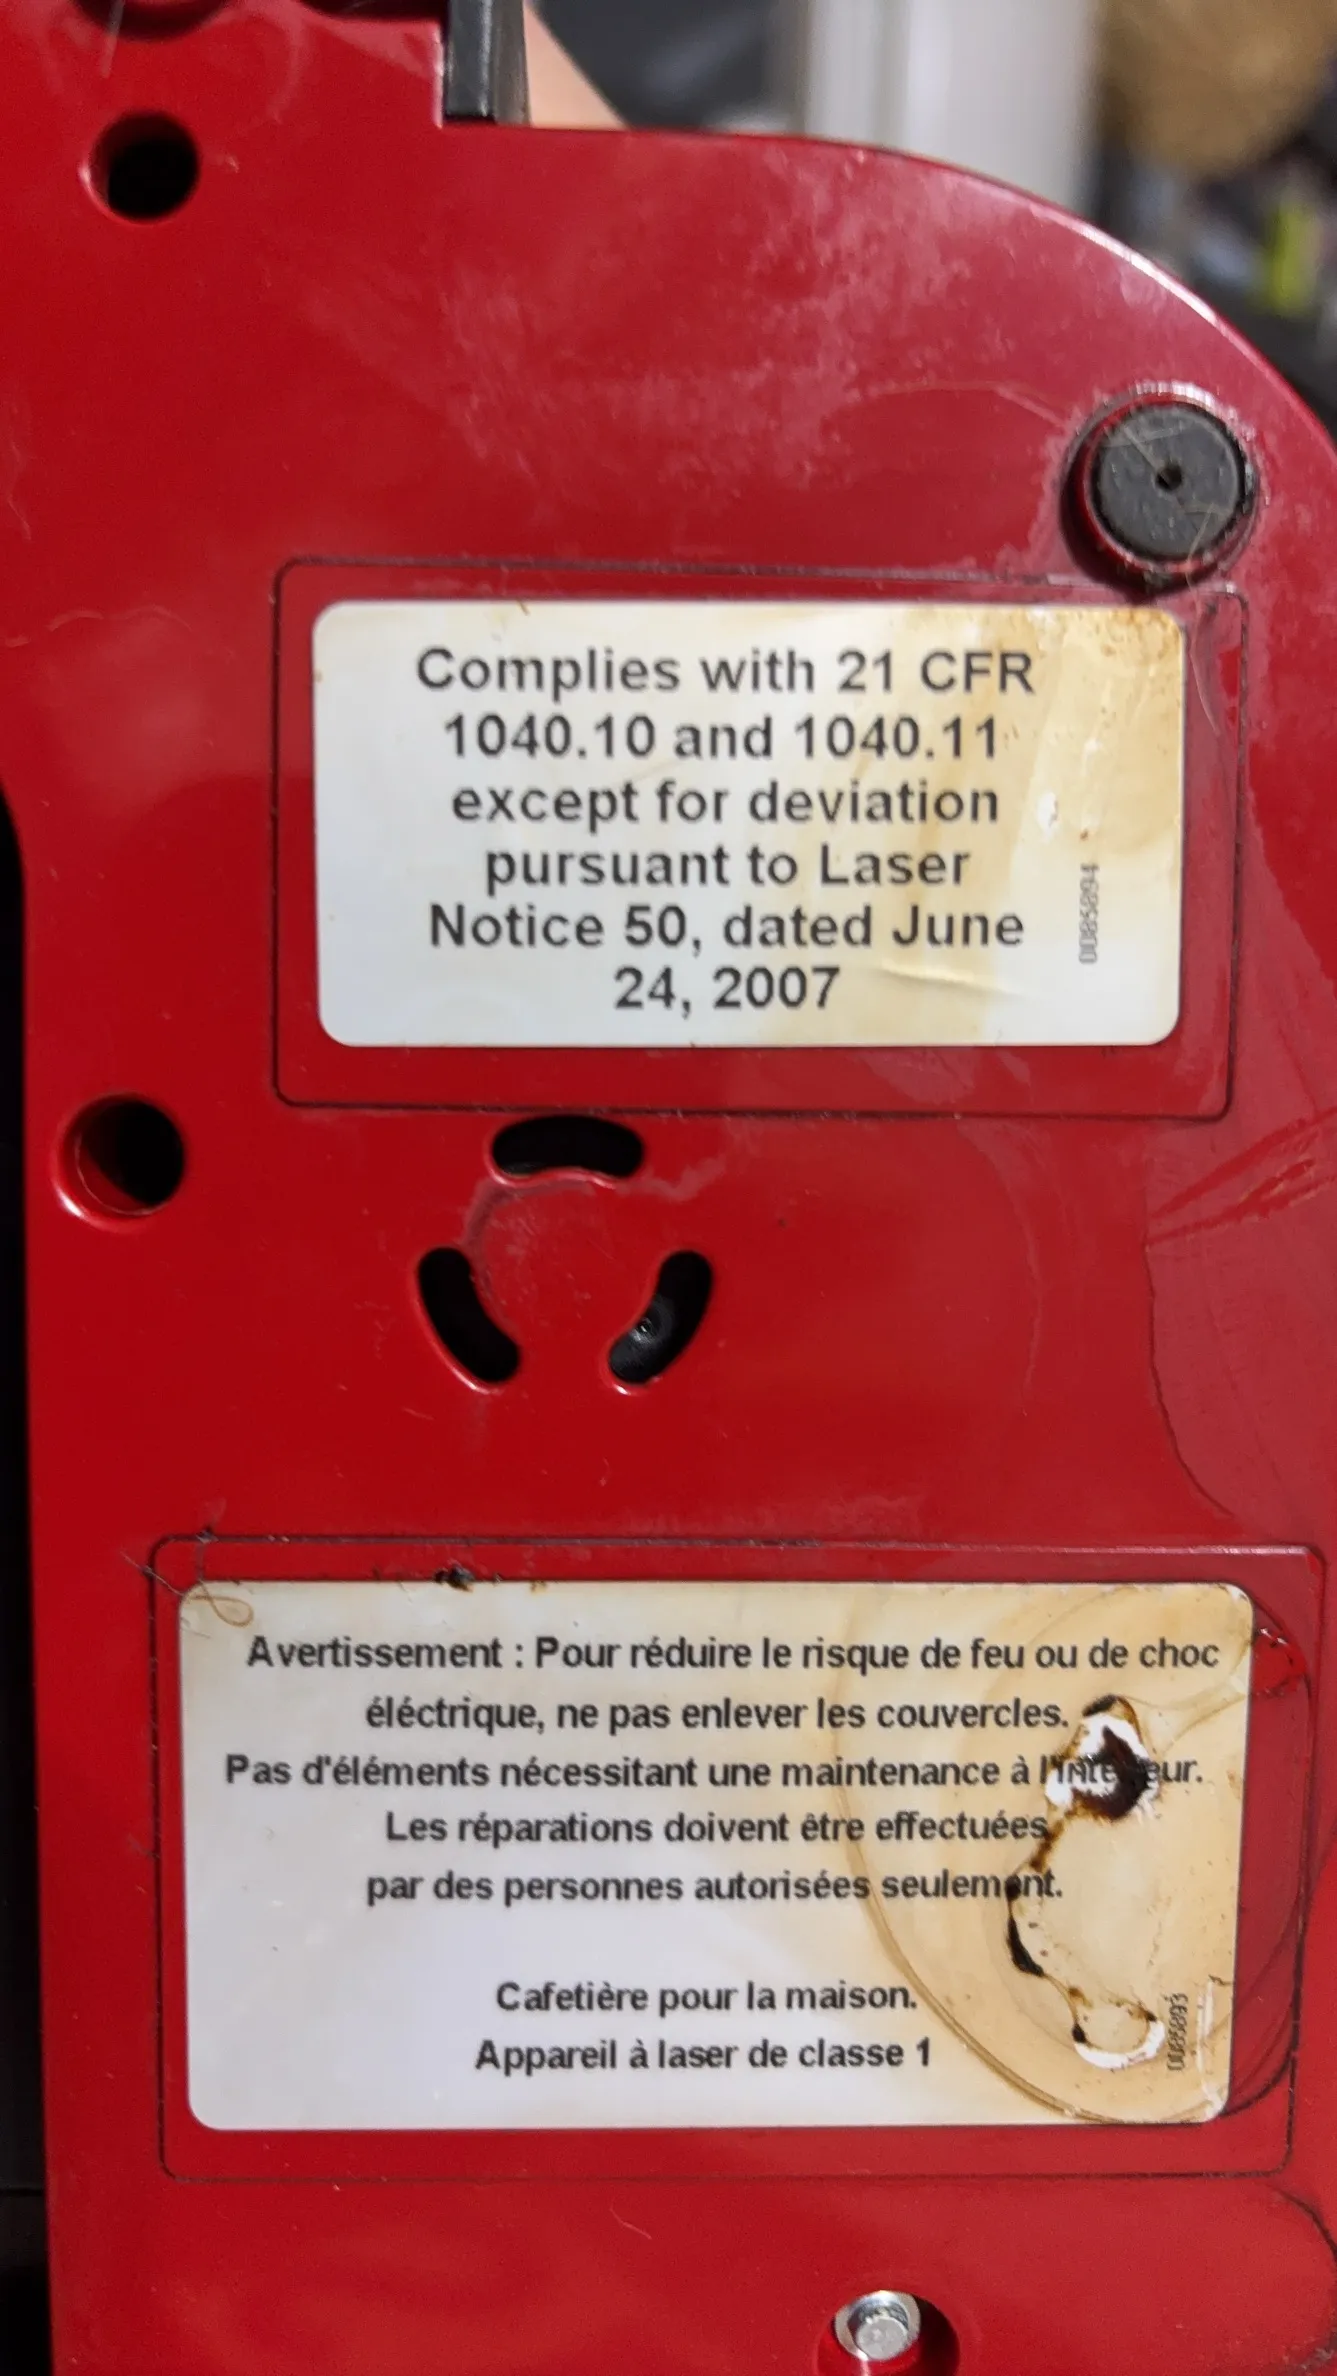 Complies with 21 CFR
1040.10 and 1040.11
except for deviation
pursuant to Laser
Notice 50, dated June
24, 2007
0085894
Avertissement : Pour réduire le risque de feu ou de choc
éléctrique, ne pas enlever les couvercles.
Pas d'éléments nécessitant une maintenance à
Les réparations doivent être effectuées
par des personnes autorisées seulement.
Cafetière pour la maison.
Appareil à laser de classe 1
0085893